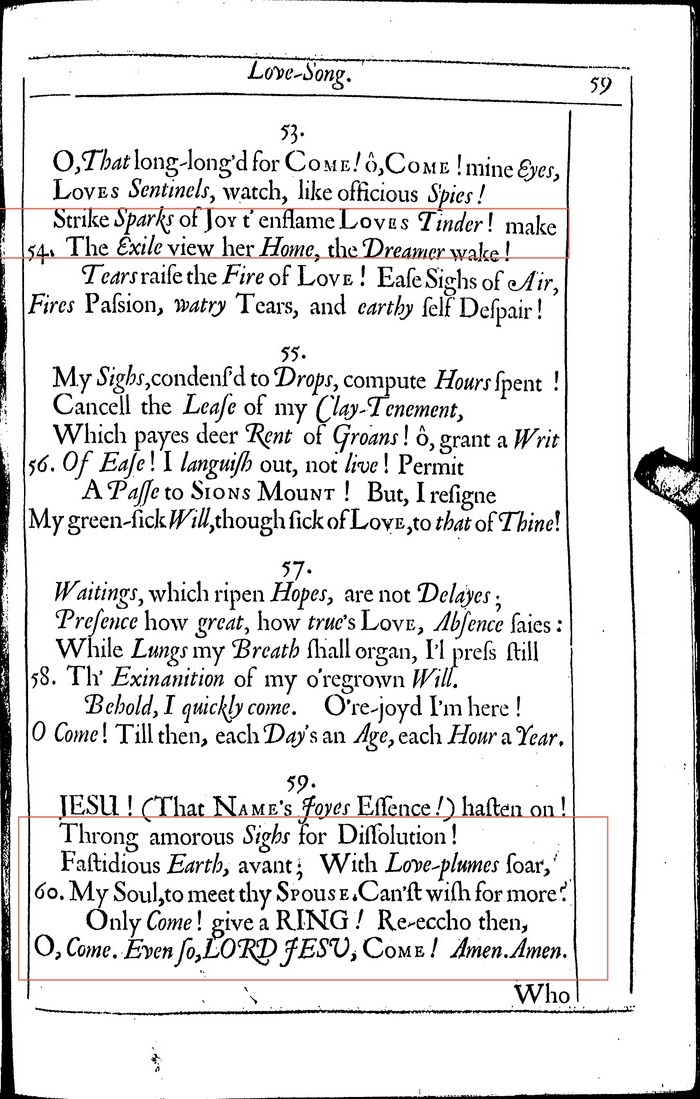 Love-Song.
59
53.
O,That long-long'd for COME! ô,COME ! mine Eyes,
LOVES Sentinels, watch, like officious Spies !
Strike Sparks of Joy t' enflame LOVES Tinder ! make
54. The Exile view her Home, the Dreamer wake !
Tears raiſe the Fire of LOVE ! Eaſe Sighs of Air,
Fires Paſsion, watry Tears, and earthy ſelf Deſpair !
55.
My Sighs,condenſ'd to Drops, compute Hours ſpent !
Cancell the Leaſe of my Clay-Tenement,
Which payes deer Rent of Groans ! ô, grant a Writ
56. Of Eaſe ! I languiſh out, not live ! Permit
A Paſſe to SIONS MOUNT ! But, I reſigne
My green-ſick Will,though ſick of LOVE,to that of Thine!
57.
Waitings, which ripen Hopes, are not Delayes ;
Preſence how great, how true's LOVE, Abſence ſaies :
While Lungs my Breath ſhall organ, I'l preſs ſtill
58. Th' Exinanition of my o'regrown Will.
Behold, I quickly come. O're-joyd I'm here !
O Come ! Till then, each Day's an Age, each Hour a Year.
59.
JESU ! (That NAME'S Joyes Eſſence !) haſten on !
Throng amorous Sighs for Diſſolution !
Faſtidious Earth, avant ; With Love-plumes ſoar,
60. My Soul,to meet thy SPOUSE.Can'ſt wiſh for more ?
Only Come ! give a RING ! Re-eccho then,
O, Come. Even ſo,LORD JESU, COME ! Amen. Amen.
Who